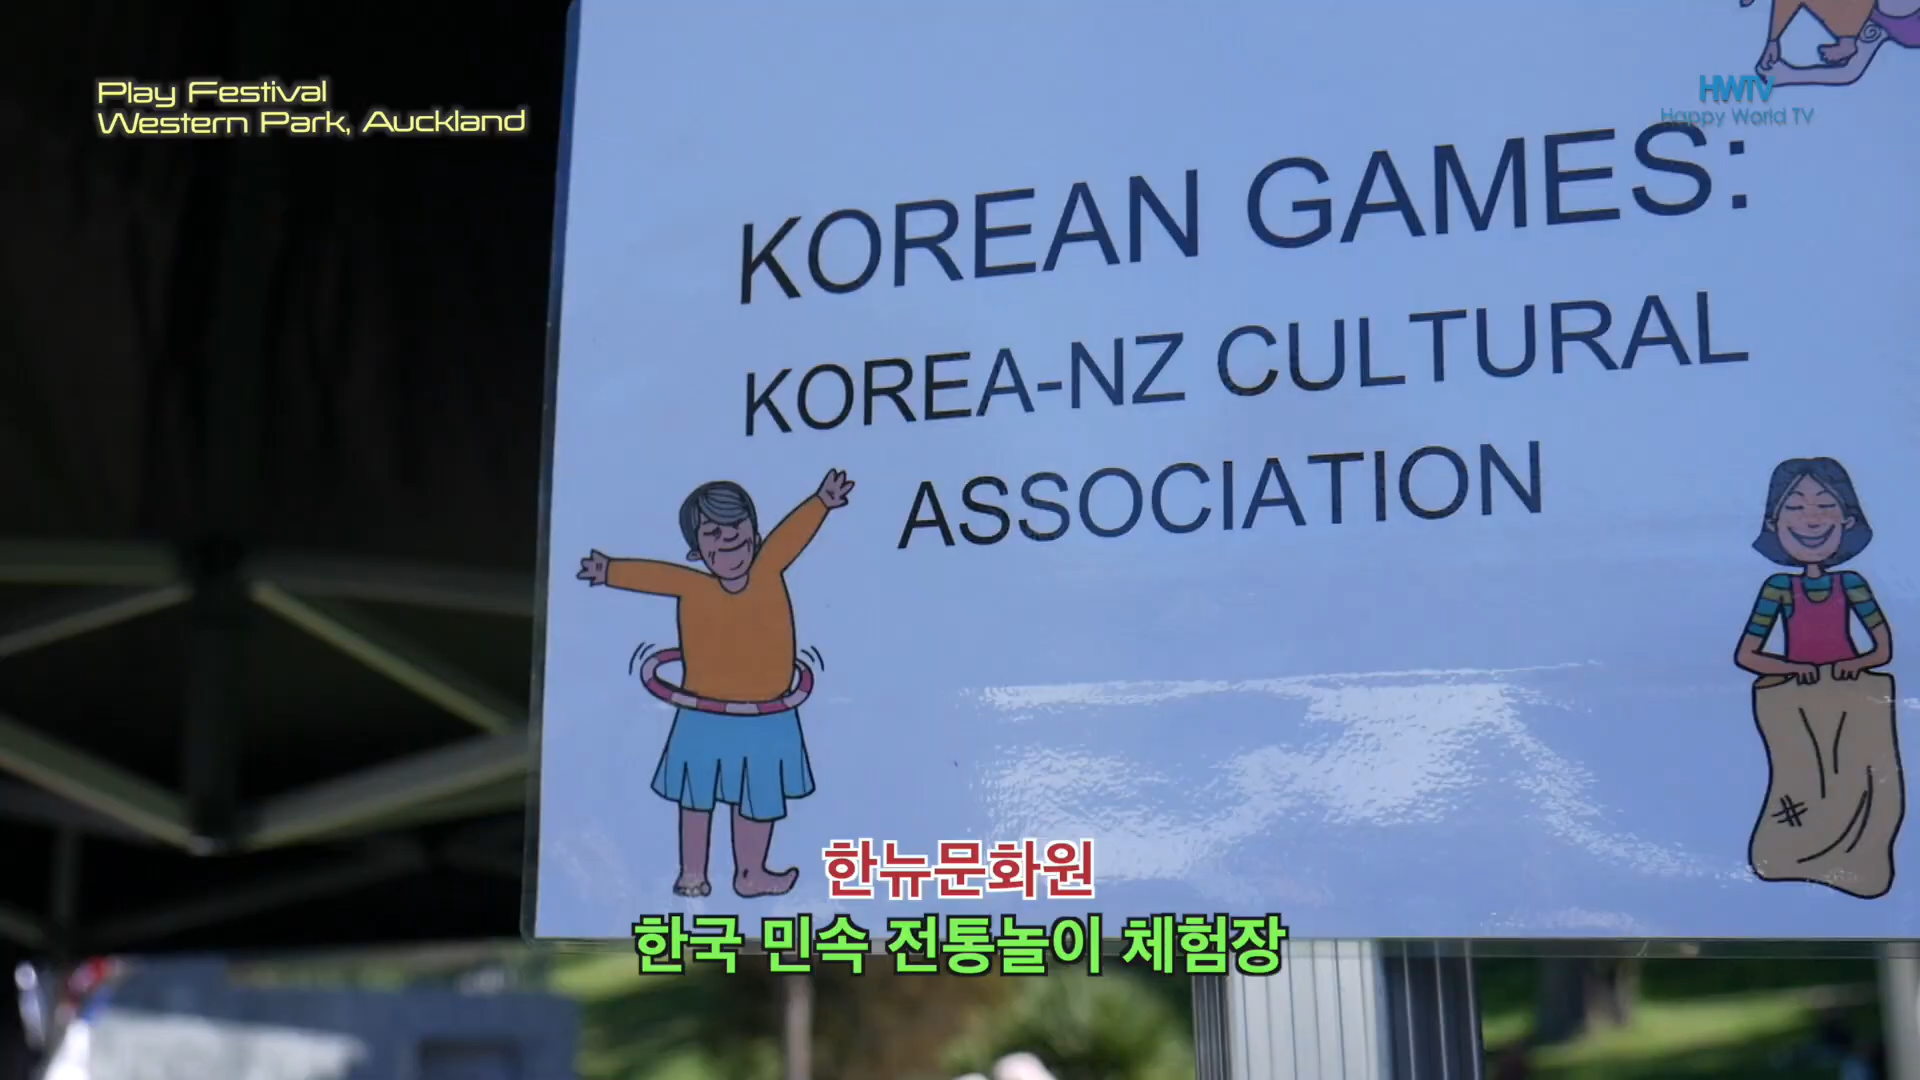 Play Festival
Western Park, Auckland
HWTV
Happy World TV
KOREAN GAMES:
KOREA-NZ CULTURAL
ASSOCIATION
한뉴문화원
한국 민속 전통놀이 체험장